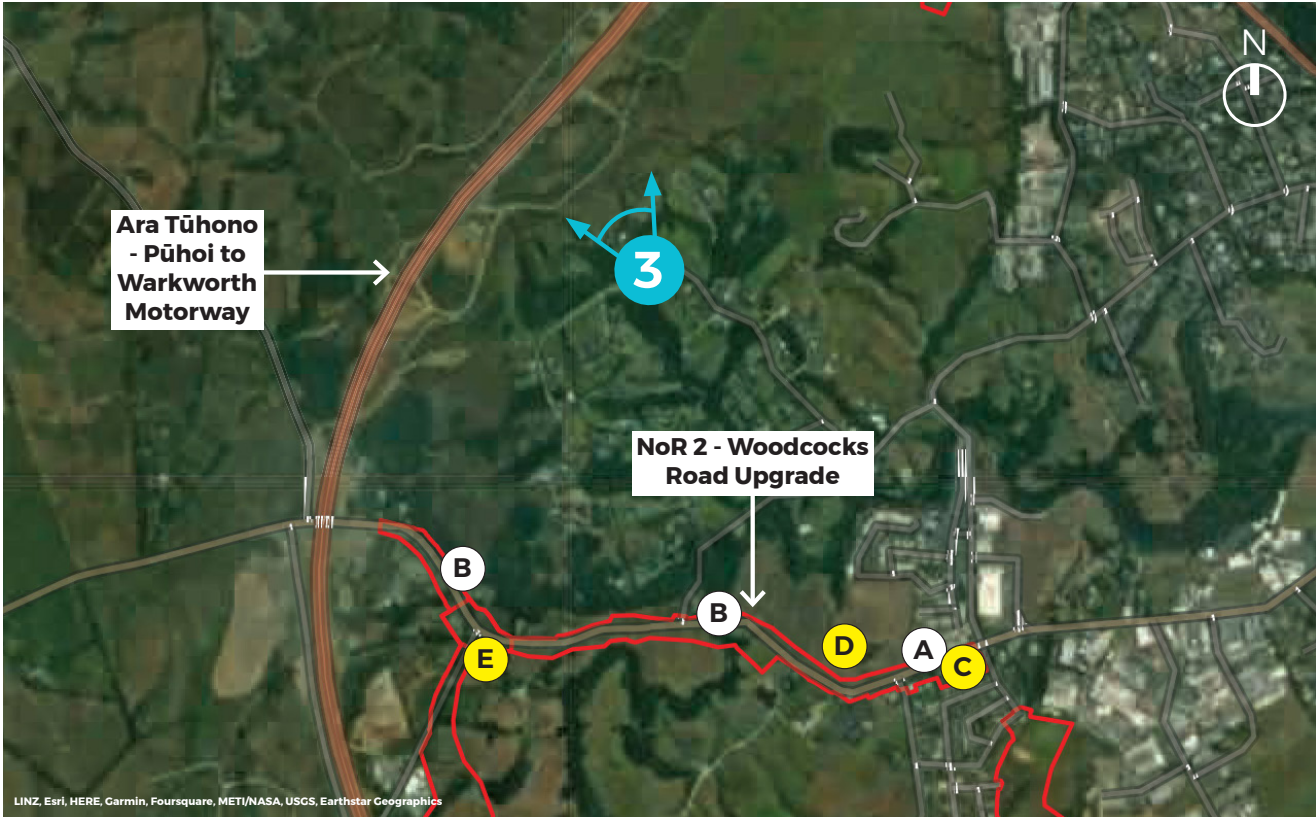 N
Ara Tūhono
- Pūhoi to
Warkworth
Motorway
3
NoR 2 - Woodcocks
Road Upgrade
B
B
D
A
C
E
LINZ, Esri, HERE, Garmin, Foursquare, METI/NASA, USGS, Earthstar Geographics